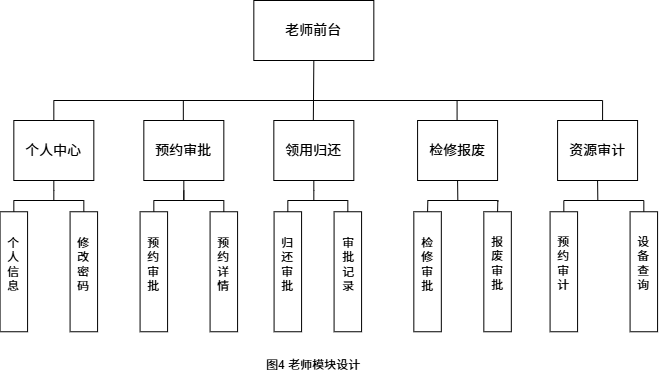 老师前台
个人中心
预约审批
领用归还
检修报废
资源审计
个人信息
修改密码
预约审批
预约详情
归还审批
审批记录
检修审批
报废审批
预约审计
设备查询
图4 老师模块设计